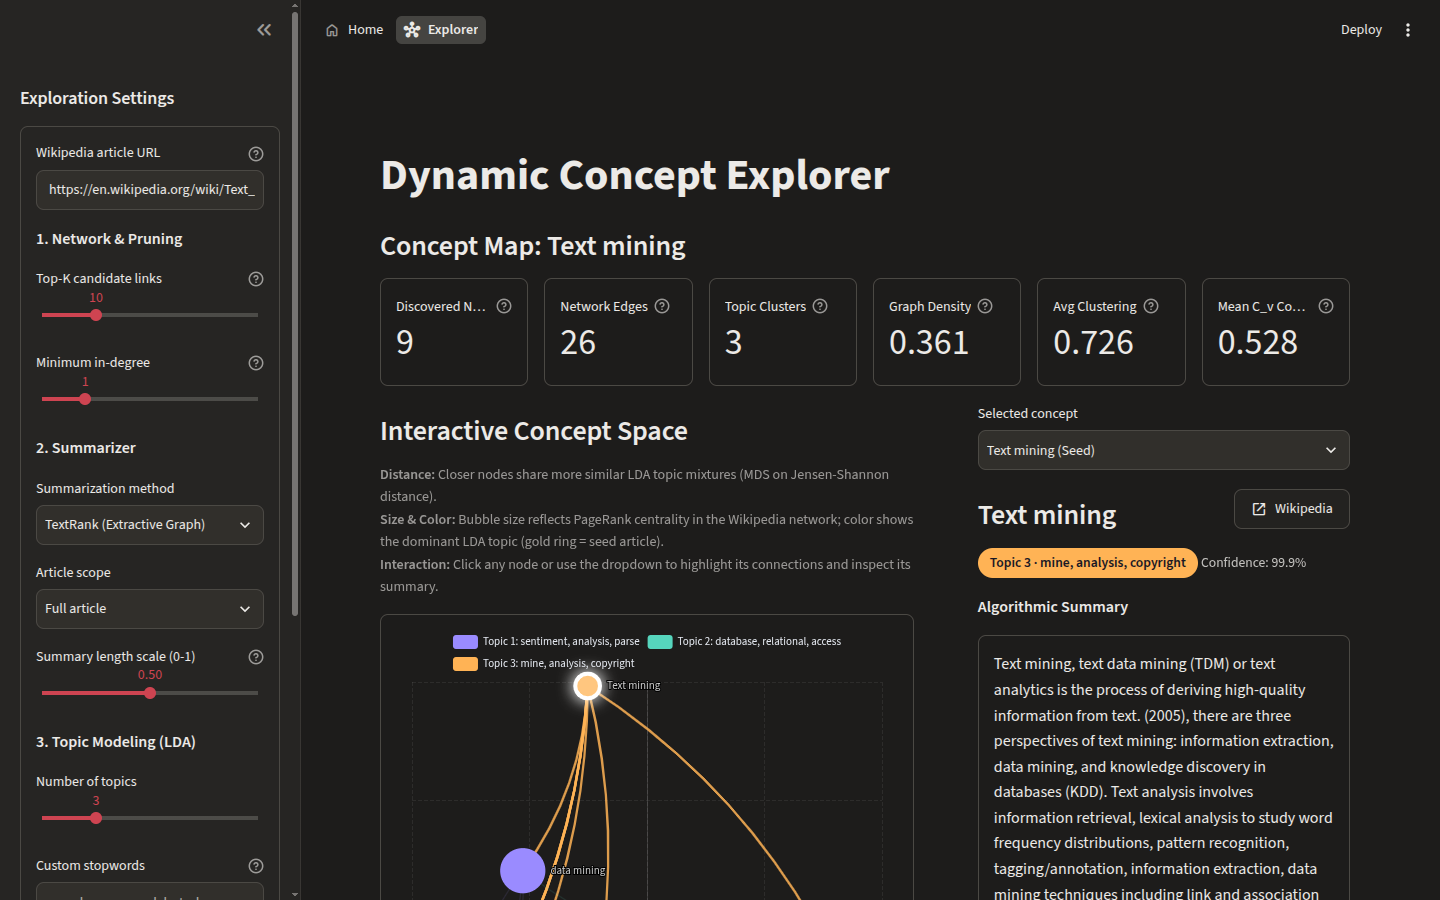 Home
Explorer
Deploy
Exploration Settings
Wikipedia article URL
https://en.wikipedia.org/wiki/Text_
1. Network & Pruning
Top-K candidate links
10
Minimum in-degree
1
2. Summarizer
Summarization method
TextRank (Extractive Graph)
Article scope
Full article
Summary length scale (0-1)
0.50
3. Topic Modeling (LDA)
Number of topics
3
Custom stopwords
Dynamic Concept Explorer
Concept Map: Text mining
Discovered N...
9
Network Edges
26
Topic Clusters
3
Graph Density
0.361
Avg Clustering
0.726
Mean C_v Co...
0.528
Interactive Concept Space
Distance: Closer nodes share more similar LDA topic mixtures (MDS on Jensen-Shannon
distance).
Size & Color: Bubble size reflects PageRank centrality in the Wikipedia network; color shows
the dominant LDA topic (gold ring = seed article).
Interaction: Click any node or use the dropdown to highlight its connections and inspect its
summary.
Topic 1: sentiment, analysis, parse
Topic 2: database, relational, access
Topic 3: mine, analysis, copyright
Text mining
data mining
Selected concept
Text mining (Seed)
Text mining
Wikipedia
Topic 3 · mine, analysis, copyright
Confidence: 99.9%
Algorithmic Summary
Text mining, text data mining (TDM) or text
analytics is the process of deriving high-quality
information from text. (2005), there are three
perspectives of text mining: information extraction,
data mining, and knowledge discovery in
databases (KDD). Text analysis involves
information retrieval, lexical analysis to study word
frequency distributions, pattern recognition,
tagging/annotation, information extraction, data
mining techniques including link and association